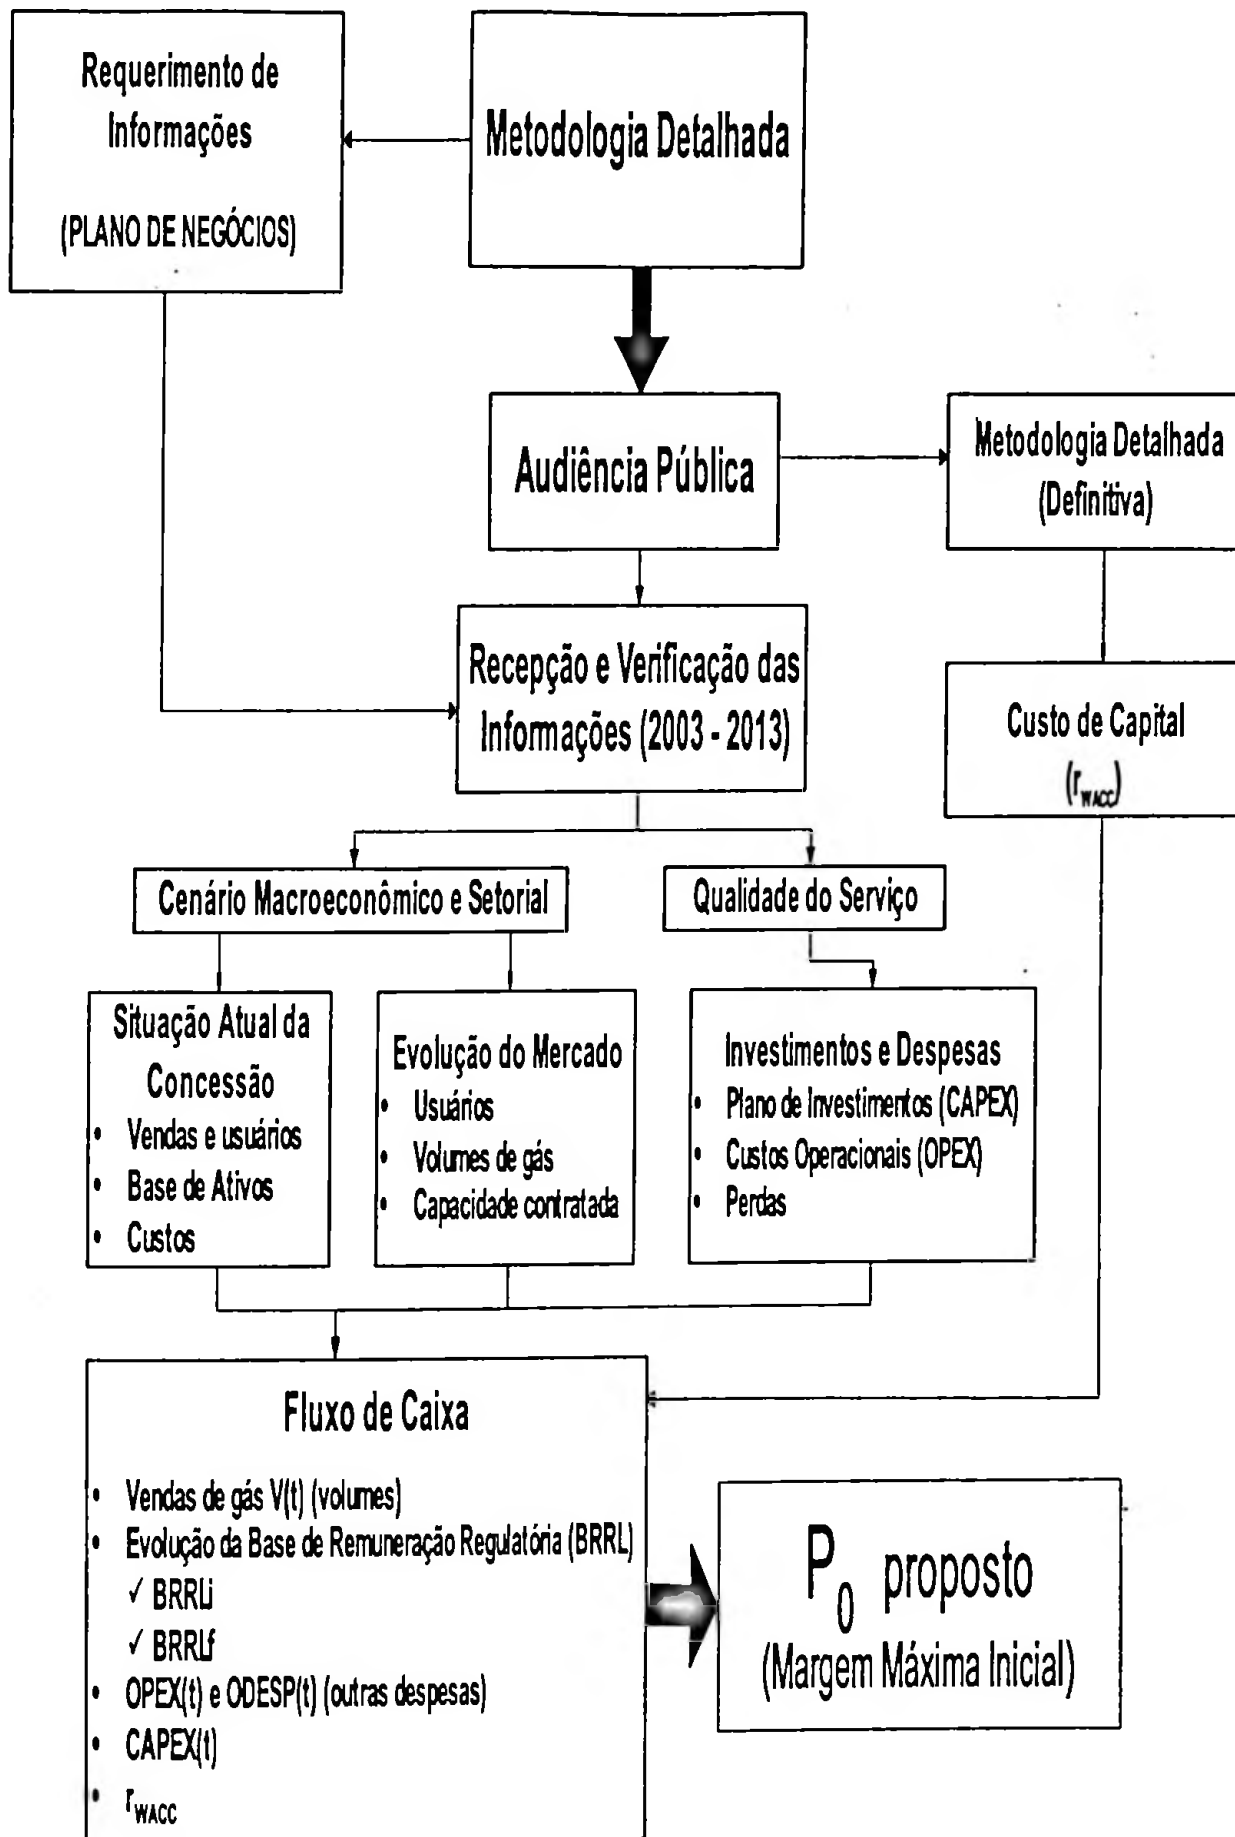 Requerimento de
Informações
(PLANO DE NEGÓCIOS)
Metodologia Detalhada
Audiência Pública
Metodologia Detalhada
(Definitiva)
Recepção e Verificação das
Informações (2003 - 2013)
Custo de Capital
(r_WACC)
Cenário Macroeconômico e Setorial
Qualidade do Serviço
Situação Atual da
Concessão
• Vendas e usuários
• Base de Ativos
• Custos
Evolução do Mercado
• Usuários
• Volumes de gás
• Capacidade contratada
Investimentos e Despesas
• Plano de Investimentos (CAPEX)
• Custos Operacionais (OPEX)
• Perdas
Fluxo de Caixa
• Vendas de gás V(t) (volumes)
• Evolução da Base de Remuneração Regulatória (BRRL)
✓ BRRLi
✓ BRRLf
• OPEX(t) e ODESP(t) (outras despesas)
• CAPEX(t)
• r_WACC
P_0 proposto
(Margem Máxima Inicial)